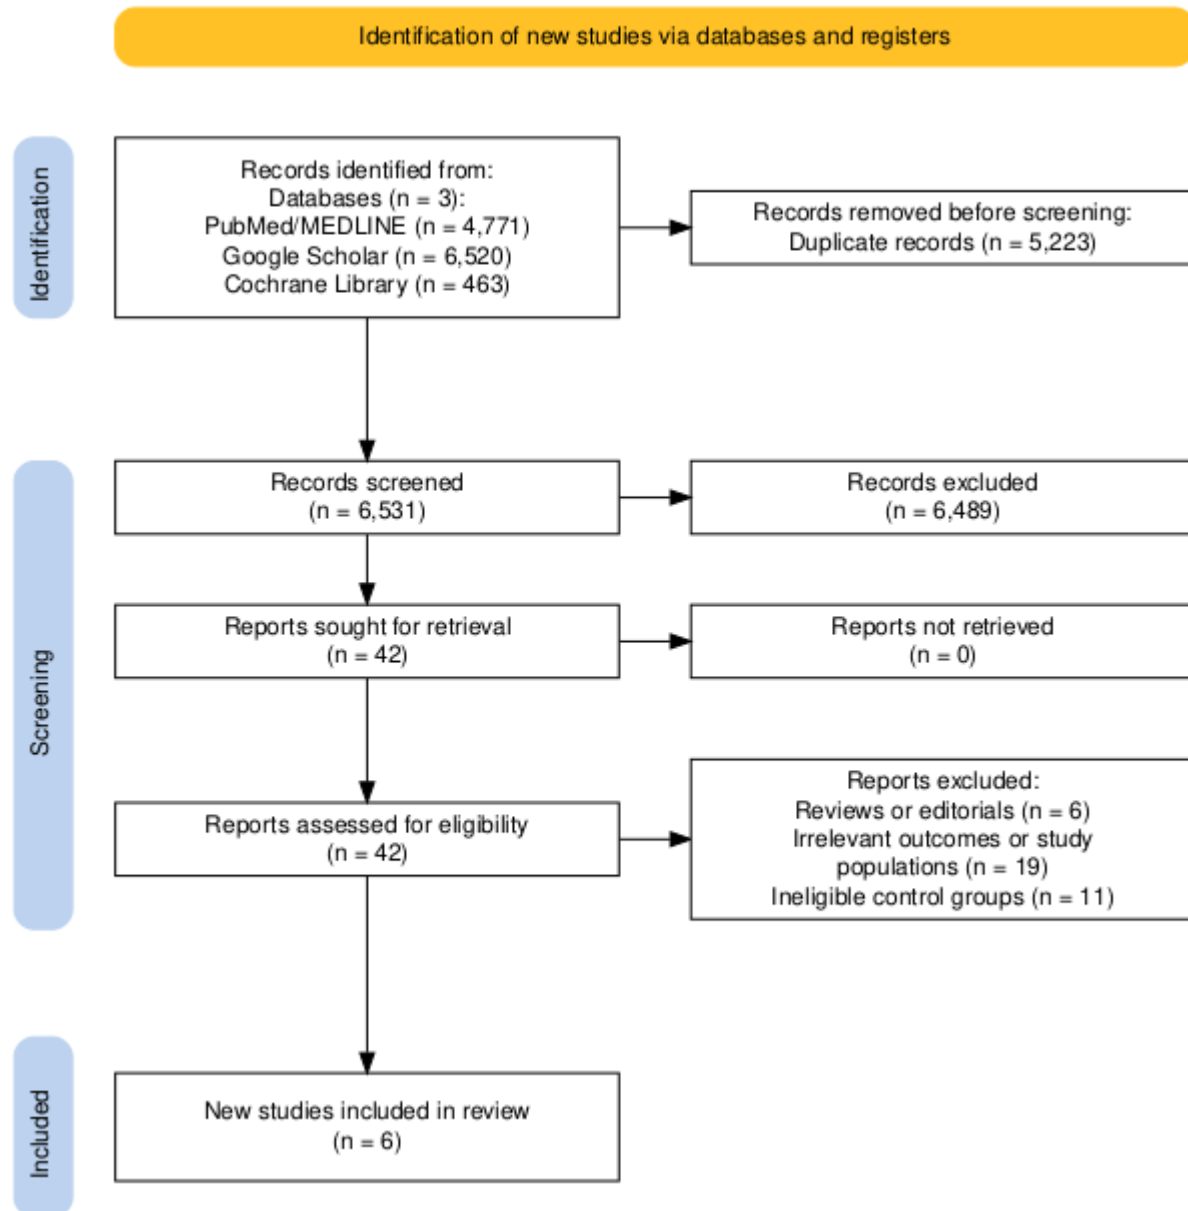 Identification of new studies via databases and registers
Identification
Records identified from:
Databases (n = 3):
PubMed/MEDLINE (n = 4,771)
Google Scholar (n = 6,520)
Cochrane Library (n = 463)
Records removed before screening:
Duplicate records (n = 5,223)
Screening
Records screened
(n = 6,531)
Records excluded
(n = 6,489)
Reports sought for retrieval
(n = 42)
Reports not retrieved
(n = 0)
Reports assessed for eligibility
(n = 42)
Reports excluded:
Reviews or editorials (n = 6)
Irrelevant outcomes or study
populations (n = 19)
Ineligible control groups (n = 11)
Included
New studies included in review
(n = 6)